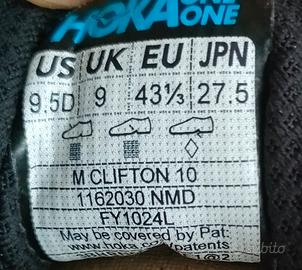 HOKA ONE ONE
US UK EU JPN
9.5D 9 43⅓ 27.5
M CLIFTON 10
1162030 NMD
FY1024L
May be covered by Pat:
www.hoka.com/patents